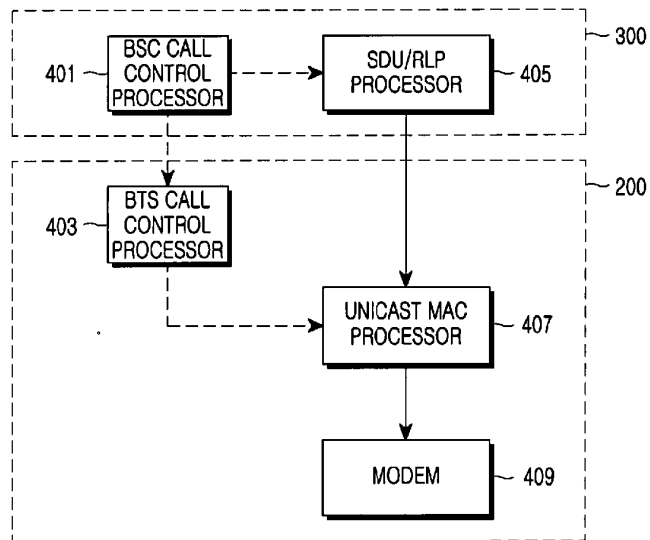 300
BSC CALL
CONTROL
PROCESSOR
401
SDU/RLP
PROCESSOR
405
200
BTS CALL
CONTROL
PROCESSOR
403
UNICAST MAC
PROCESSOR
407
MODEM
409